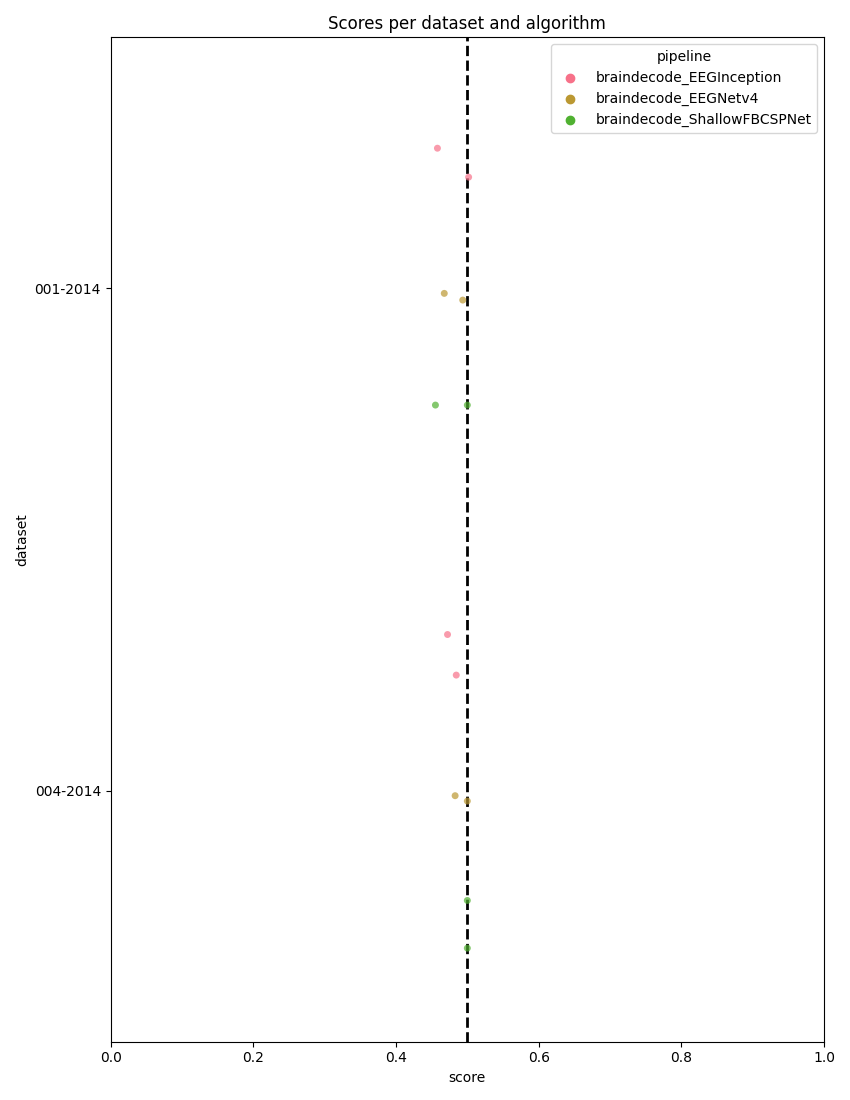 Scores per dataset and algorithm
pipeline
braindecode_EEGInception
braindecode_EEGNetv4
braindecode_ShallowFBCSPNet
001-2014
dataset
004-2014
0.0 0.2 0.4 0.6 0.8 1.0
score